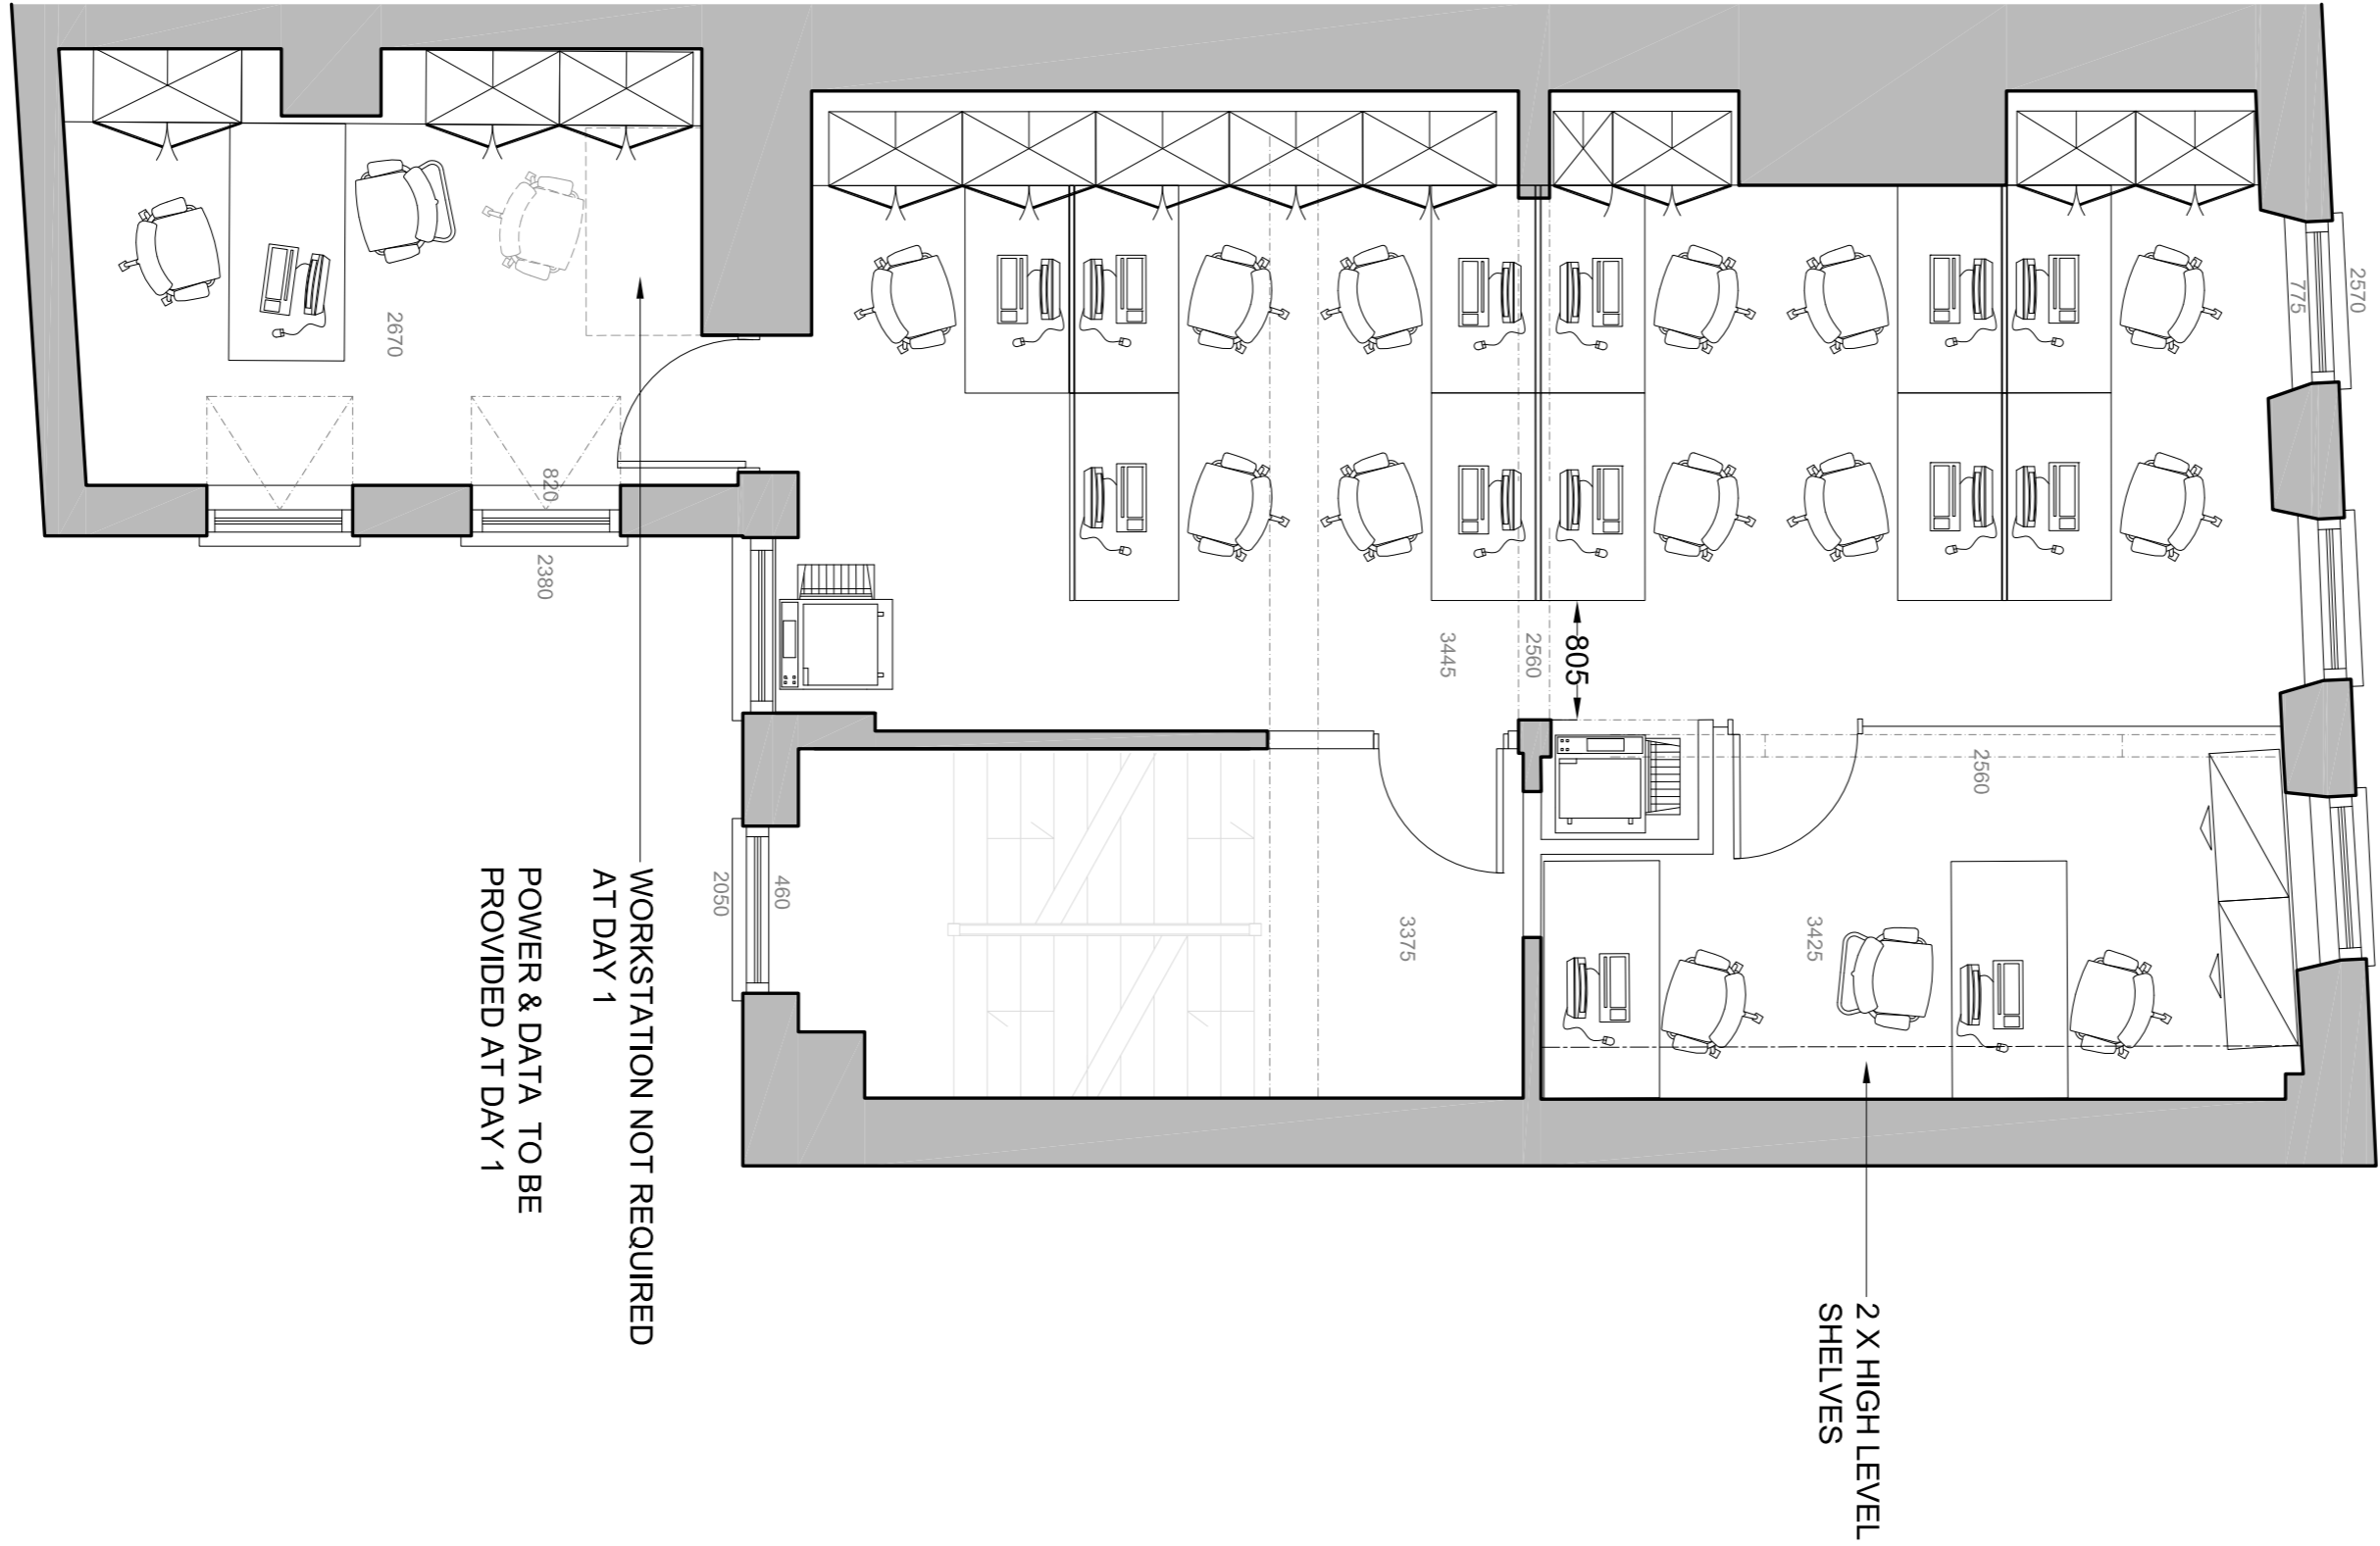 2570
775
2670
820
2380
3445
2560
805
2560
3425
3375
460
2050
WORKSTATION NOT REQUIRED
AT DAY 1
POWER & DATA TO BE
PROVIDED AT DAY 1
2 X HIGH LEVEL
SHELVES